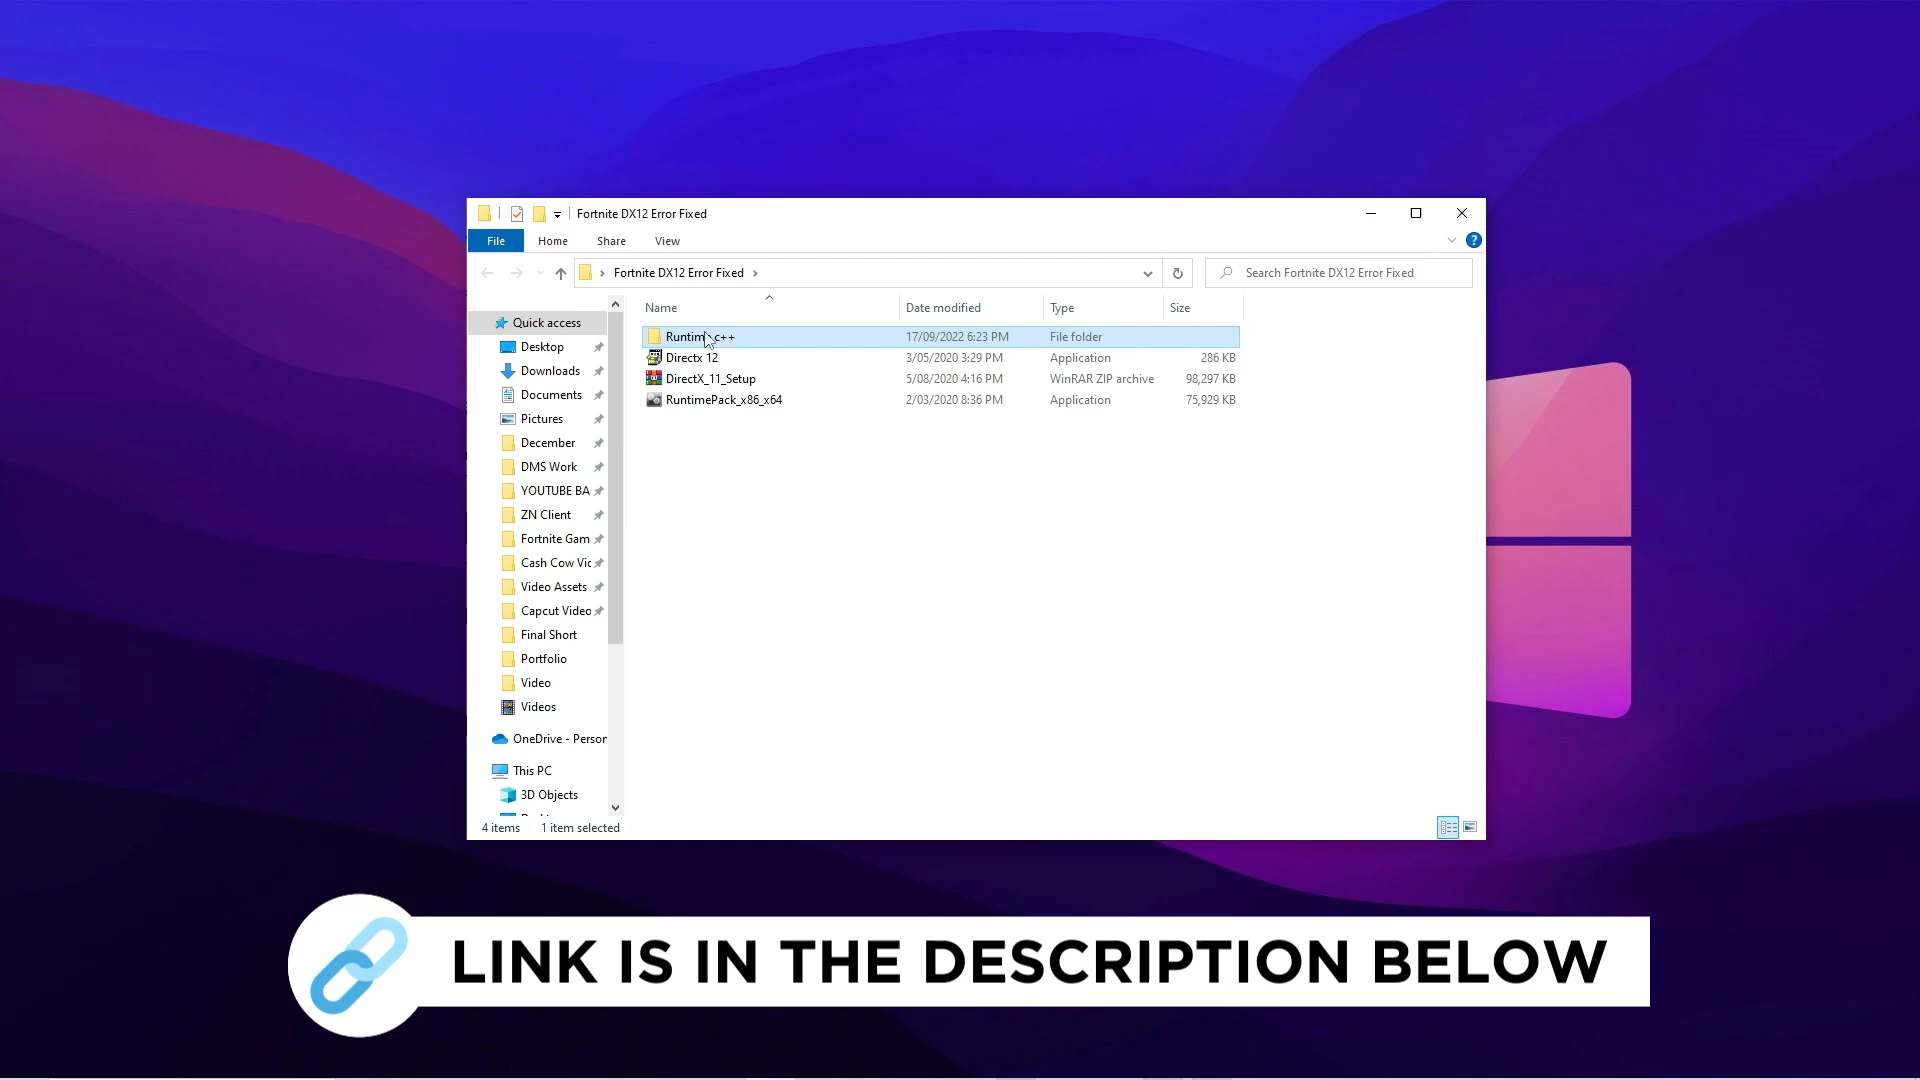 Fortnite DX12 Error Fixed
File Home Share View
Fortnite DX12 Error Fixed
Search Fortnite DX12 Error Fixed
Name Date modified Type Size
Quick access
Desktop
Downloads
Documents
Pictures
December
DMS Work
YOUTUBE BA
ZN Client
Fortnite Gam
Cash Cow Vic
Video Assets
Capcut Video
Final Short
Portfolio
Video
Videos
OneDrive - Person
This PC
3D Objects
Runtime c++ 17/09/2022 6:23 PM File folder
Directx 12 3/05/2020 3:29 PM Application 286 KB
DirectX_11_Setup 5/08/2020 4:16 PM WinRAR ZIP archive 98,297 KB
RuntimePack_x86_x64 2/03/2020 8:36 PM Application 75,929 KB
4 items 1 item selected
LINK IS IN THE DESCRIPTION BELOW